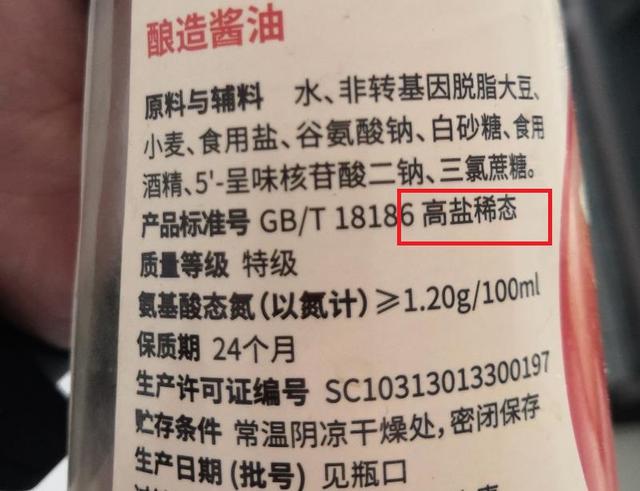 酿造酱油
原料与辅料 水、非转基因脱脂大豆、
小麦、食用盐、谷氨酸钠、白砂糖、食用
酒精、5'-呈味核苷酸二钠、三氯蔗糖。
产品标准号 GB/T 18186 高盐稀态
质量等级 特级
氨基酸态氮(以氮计)≥1.20g/100ml
保质期 24个月
生产许可证编号 SC10313013300197
贮存条件 常温阴凉干燥处,密闭保存
生产日期(批号) 见瓶口